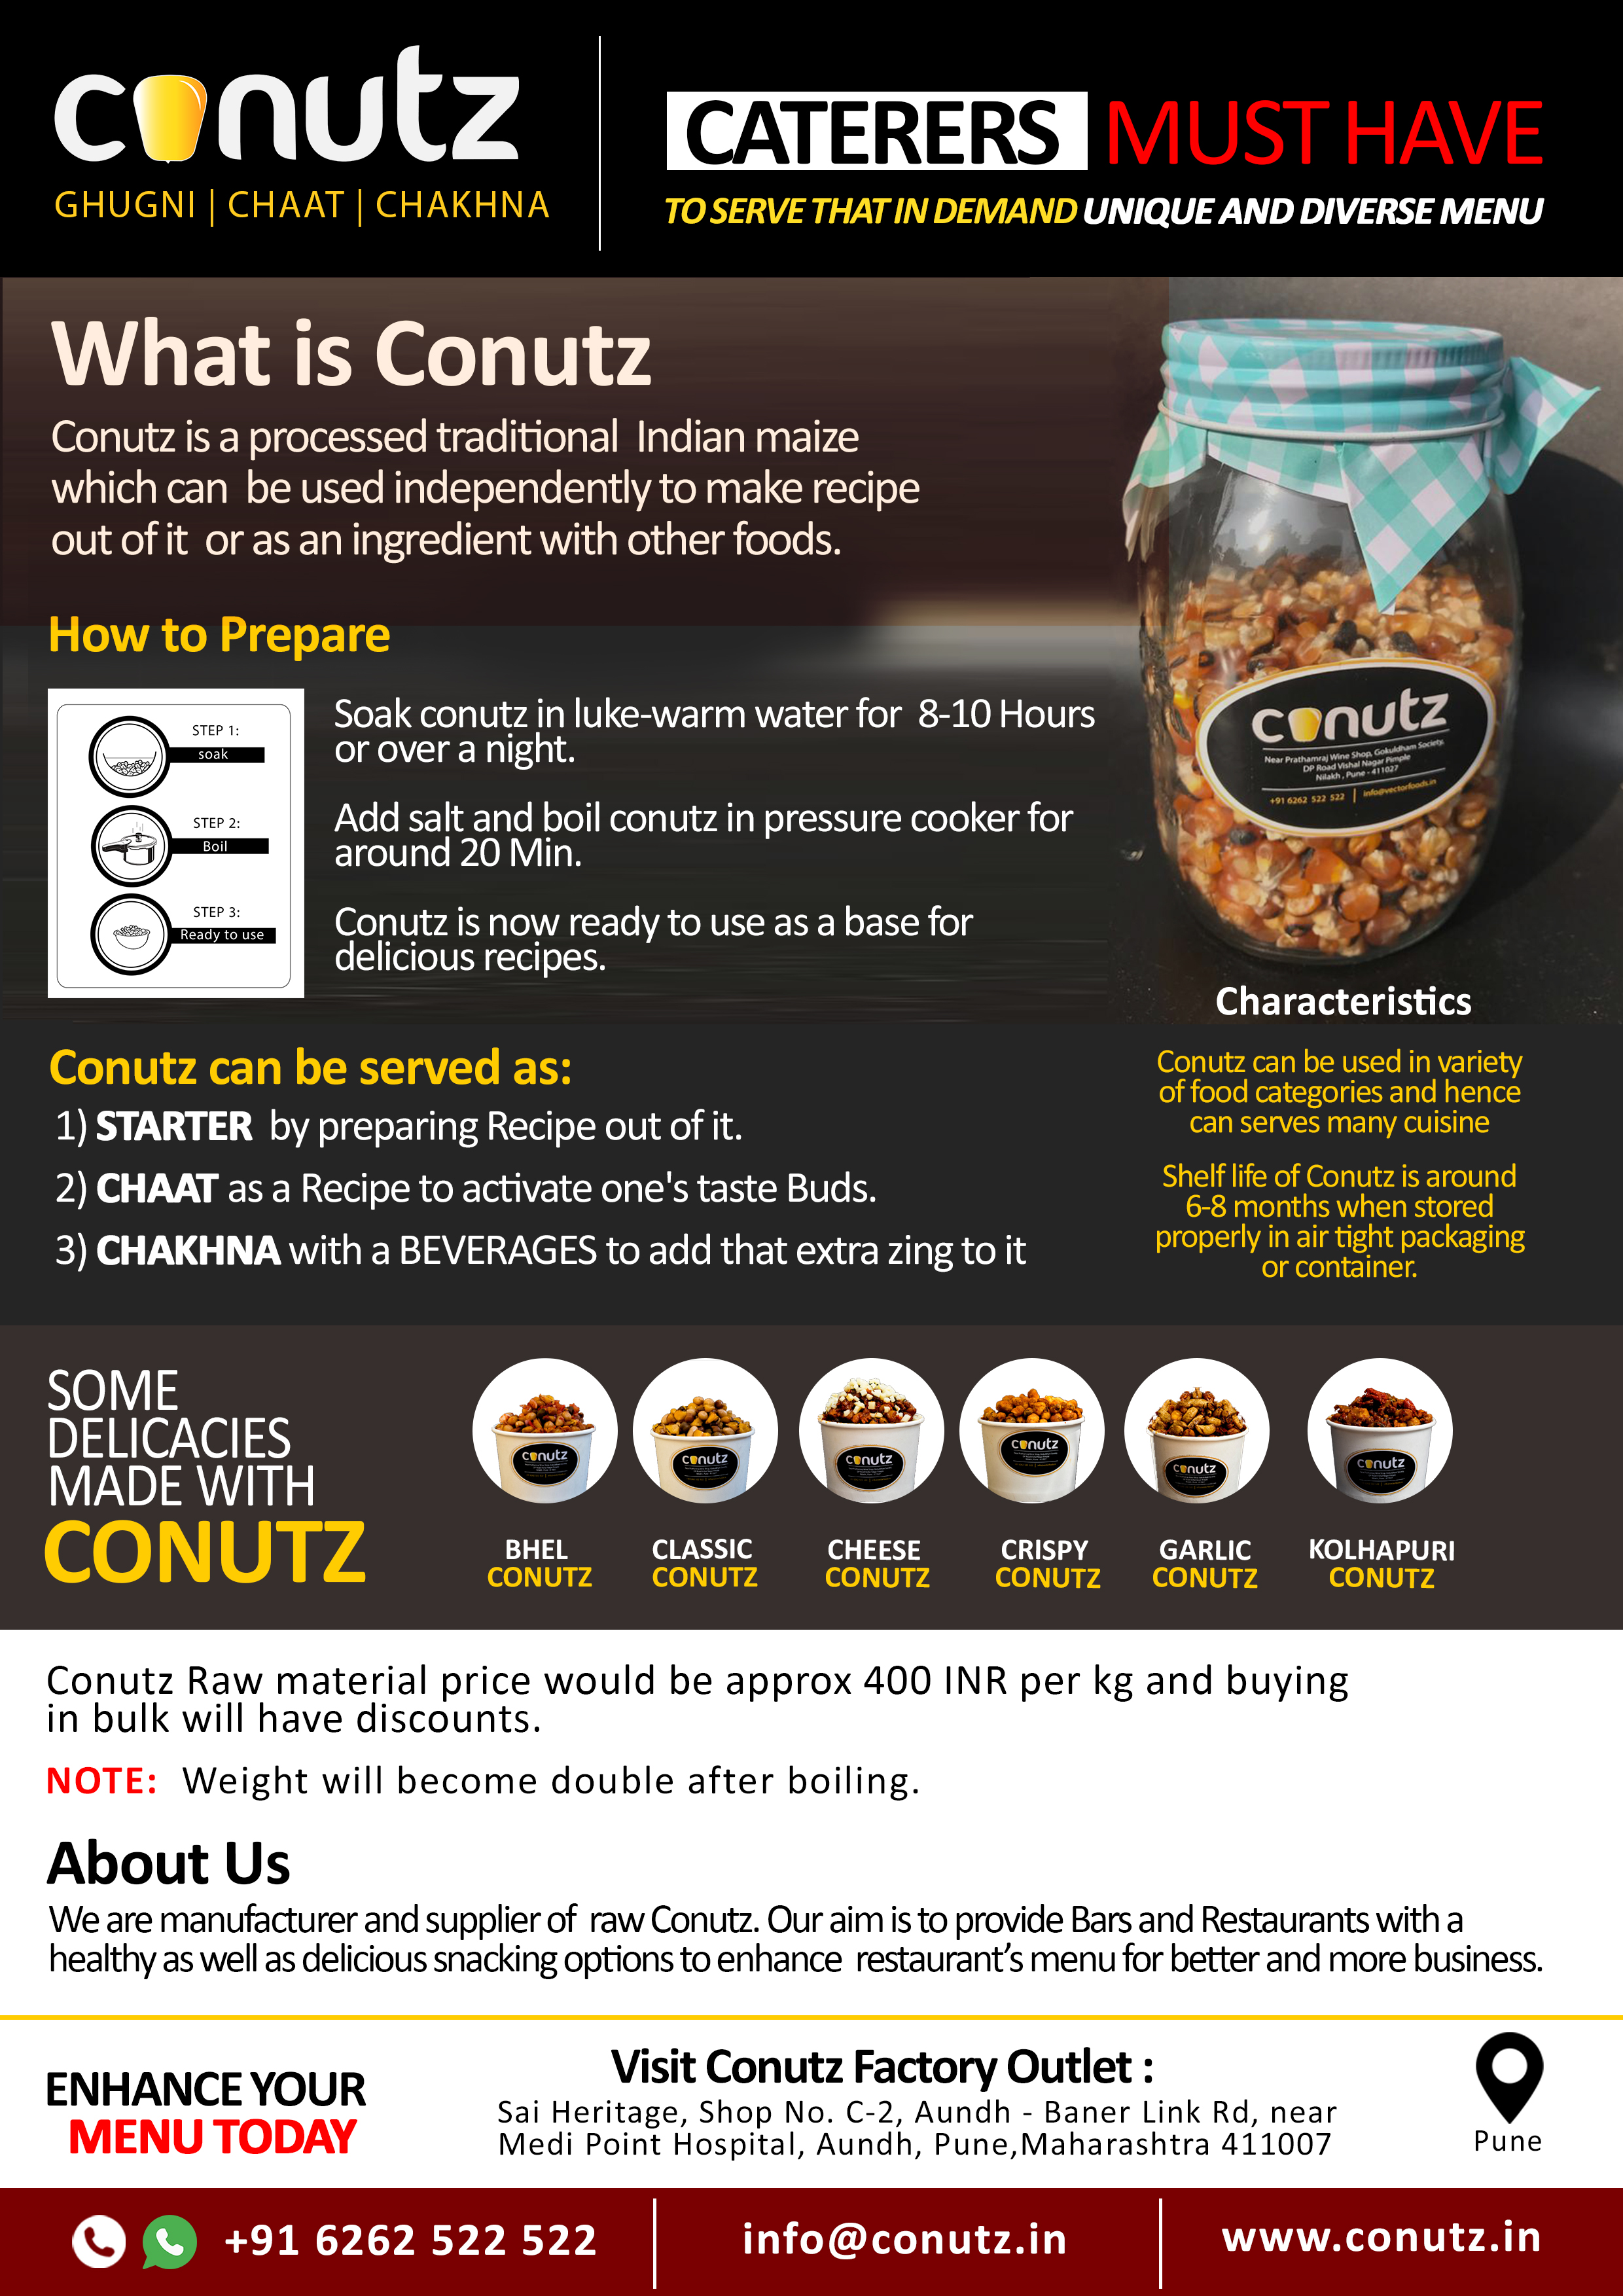 conutz
GHUGNI | CHAAT | CHAKHNA
CATERERS MUST HAVE
TO SERVE THAT IN DEMAND UNIQUE AND DIVERSE MENU
What is Conutz
Conutz is a processed traditional Indian maize
which can be used independently to make recipe
out of it or as an ingredient with other foods.
How to Prepare
STEP 1:
soak
STEP 2:
Boil
STEP 3:
Ready to use
Soak conutz in luke-warm water for 8-10 Hours
or over a night.
Add salt and boil conutz in pressure cooker for
around 20 Min.
Conutz is now ready to use as a base for
delicious recipes.
conutz
Near Prathamraj Wine Shop, Gokuldham Society,
DP Road Vishal Nagar Pimple
Nilakh, Pune - 411027
+91 6262 522 522 | info@vectorfoods.in
Characteristics
Conutz can be used in variety
of food categories and hence
can serves many cuisine
Shelf life of Conutz is around
6-8 months when stored
properly in air tight packaging
or container.
Conutz can be served as:
1) STARTER by preparing Recipe out of it.
2) CHAAT as a Recipe to activate one's taste Buds.
3) CHAKHNA with a BEVERAGES to add that extra zing to it
SOME
DELICACIES
MADE WITH
CONUTZ
conutz
conutz
conutz
conutz
conutz
conutz
BHEL
CONUTZ
CLASSIC
CONUTZ
CHEESE
CONUTZ
CRISPY
CONUTZ
GARLIC
CONUTZ
KOLHAPURI
CONUTZ
Conutz Raw material price would be approx 400 INR per kg and buying
in bulk will have discounts.
NOTE: Weight will become double after boiling.
About Us
We are manufacturer and supplier of raw Conutz. Our aim is to provide Bars and Restaurants with a
healthy as well as delicious snacking options to enhance restaurant’s menu for better and more business.
ENHANCE YOUR
MENU TODAY
Visit Conutz Factory Outlet :
Sai Heritage, Shop No. C-2, Aundh - Baner Link Rd, near
Medi Point Hospital, Aundh, Pune,Maharashtra 411007
Pune
+91 6262 522 522
info@conutz.in
www.conutz.in